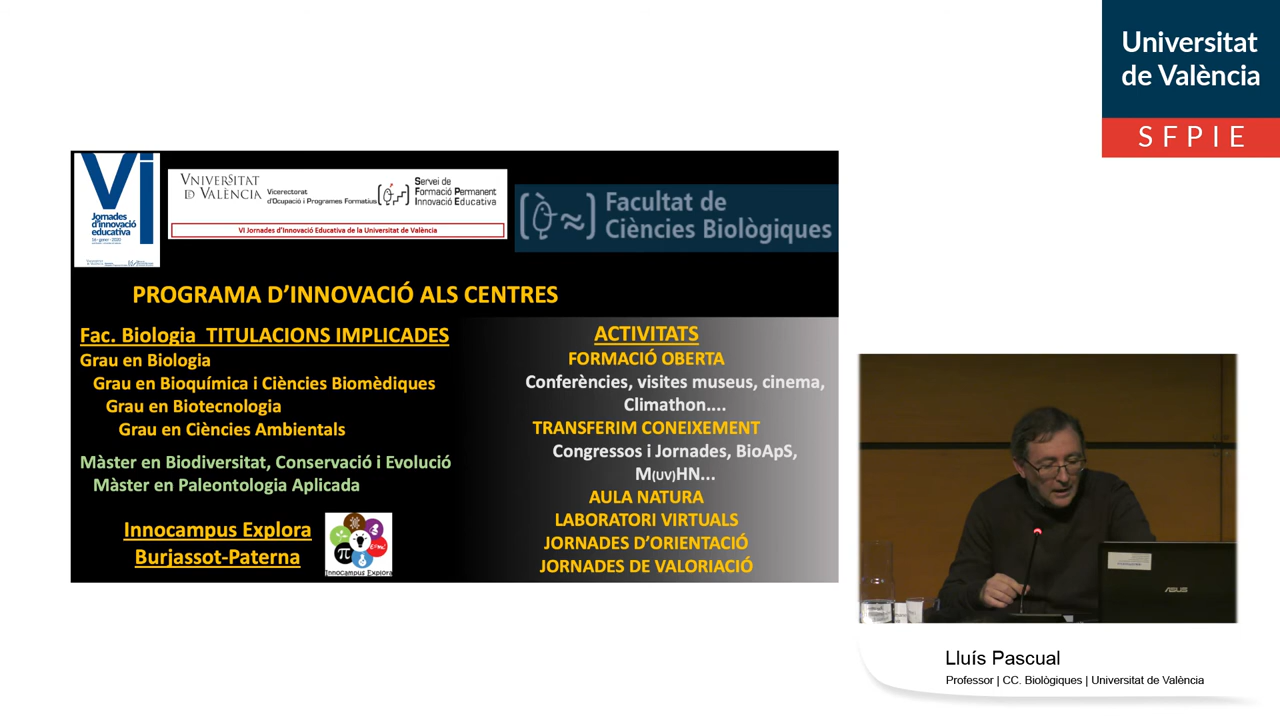 Universitat
de València
SFPIE
Vi
Jornades
d'innovació
educativa
16 · gener · 2020
VNIVERSITAT
D VALÈNCIA
Vicerectorat
d'Ocupació i Programes Formatius
Servei de
Formació Permanent
Innovació Educativa
VI Jornades d'Innovació Educativa de la Universitat de València
Facultat de
Ciències Biològiques
PROGRAMA D'INNOVACIÓ ALS CENTRES
Fac. Biologia TITULACIONS IMPLICADES
Grau en Biologia
Grau en Bioquímica i Ciències Biomèdiques
Grau en Biotecnologia
Grau en Ciències Ambientals
Màster en Biodiversitat, Conservació i Evolució
Màster en Paleontologia Aplicada
Innocampus Explora
Burjassot-Paterna
π
Innocampus Explora
ACTIVITATS
FORMACIÓ OBERTA
Conferències, visites museus, cinema,
Climathon....
TRANSFERIM CONEIXEMENT
Congressos i Jornades, BioApS,
M(UV)HN...
AULA NATURA
LABORATORI VIRTUALS
JORNADES D'ORIENTACIÓ
JORNADES DE VALORIACIÓ
ASUS
Lluís Pascual
Professor | CC. Biològiques | Universitat de València